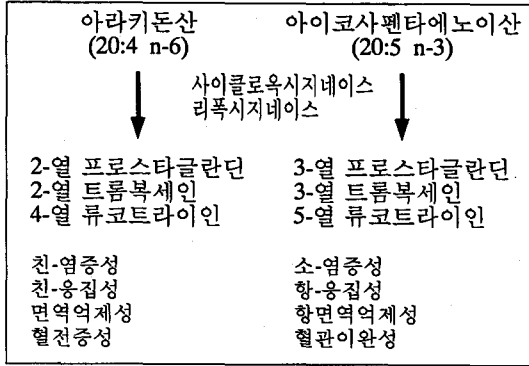 아라키돈산
(20:4 n-6)
아이코사펜타에노이산
(20:5 n-3)
사이클로옥시지네이스
리폭시지네이스
2-열 프로스타글란딘
2-열 트롬복세인
4-열 류코트라이인
3-열 프로스타글란딘
3-열 트롬복세인
5-열 류코트라이인
친-염증성
친-응집성
면역억제성
혈전증성
소-염증성
항-응집성
항면역억제성
혈관이완성